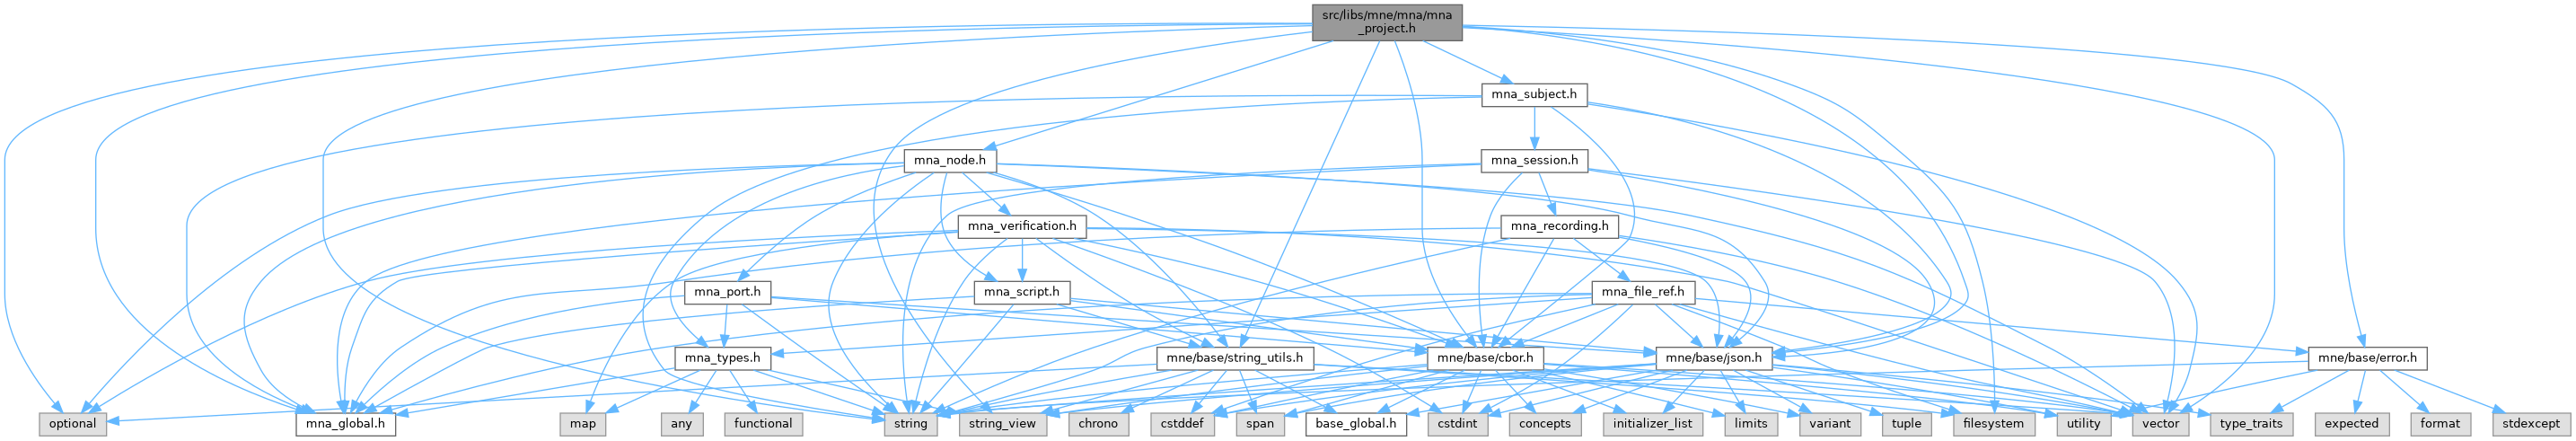 src/libs/mne/mna/mna
_project.h
mna_subject.h
mna_node.h
mna_session.h
mna_verification.h
mna_recording.h
mna_port.h
mna_script.h
mna_file_ref.h
mna_types.h
mne/base/string_utils.h
mne/base/cbor.h
mne/base/json.h
mne/base/error.h
optional
mna_global.h
map
any
functional
string
string_view
chrono
cstddef
span
base_global.h
cstdint
concepts
initializer_list
limits
variant
tuple
filesystem
utility
vector
type_traits
expected
format
stdexcept